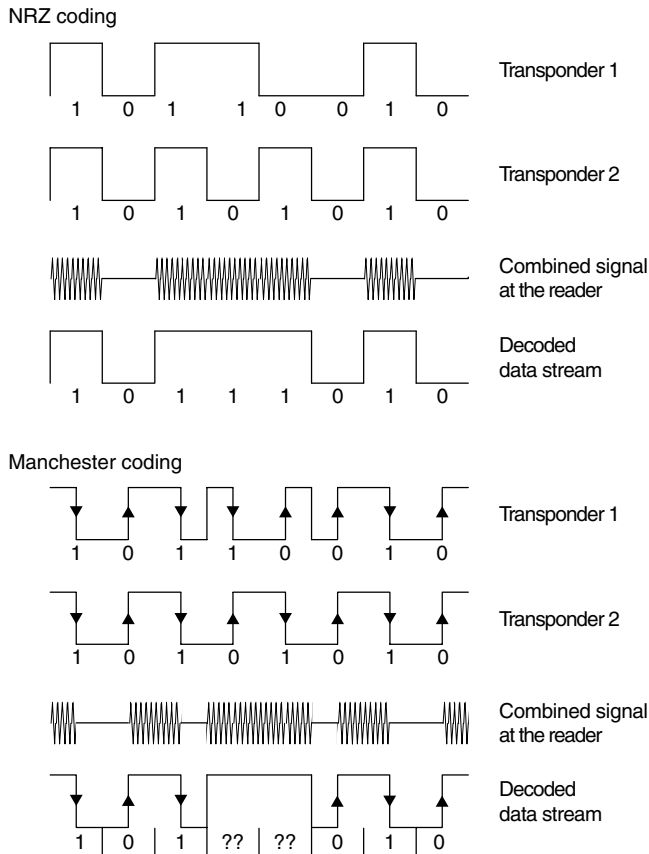 NRZ coding
Transponder 1
1 0 1 1 0 0 1 0
Transponder 2
1 0 1 0 1 0 1 0
Combined signal
at the reader
Decoded
data stream
1 0 1 1 1 0 1 0
Manchester coding
Transponder 1
1 0 1 1 0 0 1 0
Transponder 2
1 0 1 0 1 0 1 0
Combined signal
at the reader
Decoded
data stream
1 0 1 ?? ?? 0 1 0